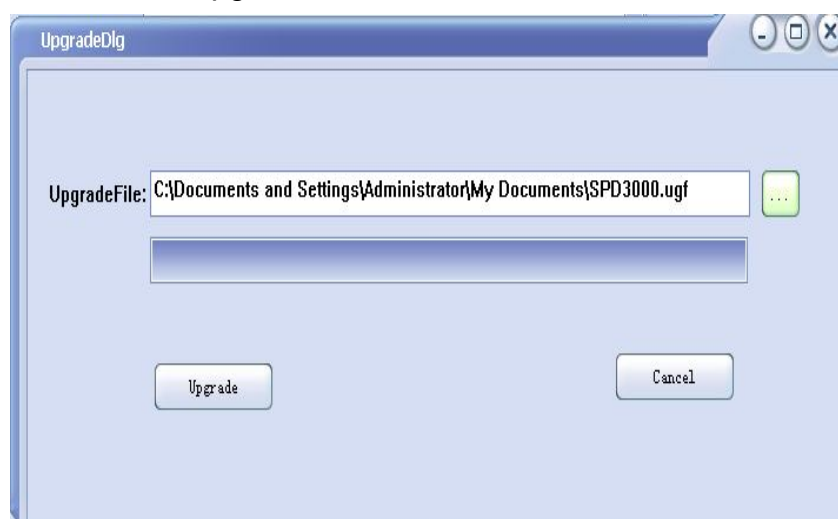 UpgradeDlg
UpgradeFile: C:\Documents and Settings\Administrator\My Documents\SPD3000.ugf ...
Upgrade Cancel